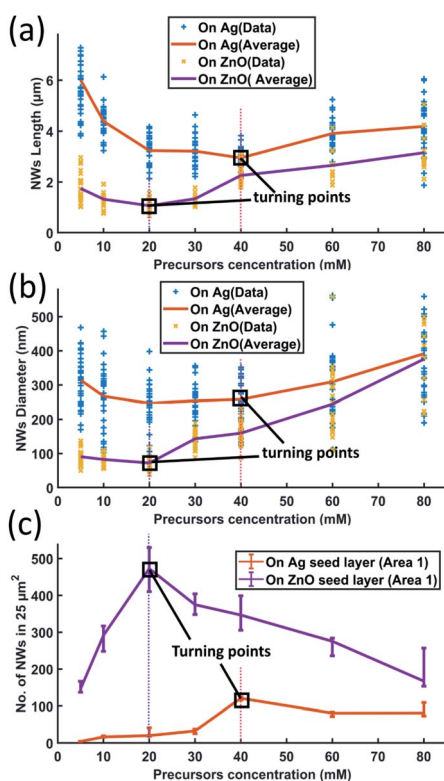 (a)
On Ag(Data)
On Ag(Average)
On ZnO(Data)
On ZnO( Average)
6
4
2
0
NWs Length (μm)
turning points
0 10 20 30 40 50 60 70 80
Precursors cencentration (mM)
(b)
On Ag(Data)
On Ag(Average)
On ZnO(Data)
On ZnO(Average)
500
400
300
200
100
0
NWs Diameter (nm)
turning points
0 10 20 30 40 50 60 70 80
Precursors cencentration (mM)
(c)
On Ag seed layer (Area 1)
On ZnO seed layer (Area 1)
500
400
300
200
100
0
No. of NWs in 25 μm²
Turning points
0 10 20 30 40 50 60 70 80
Precursors concentration (mM)